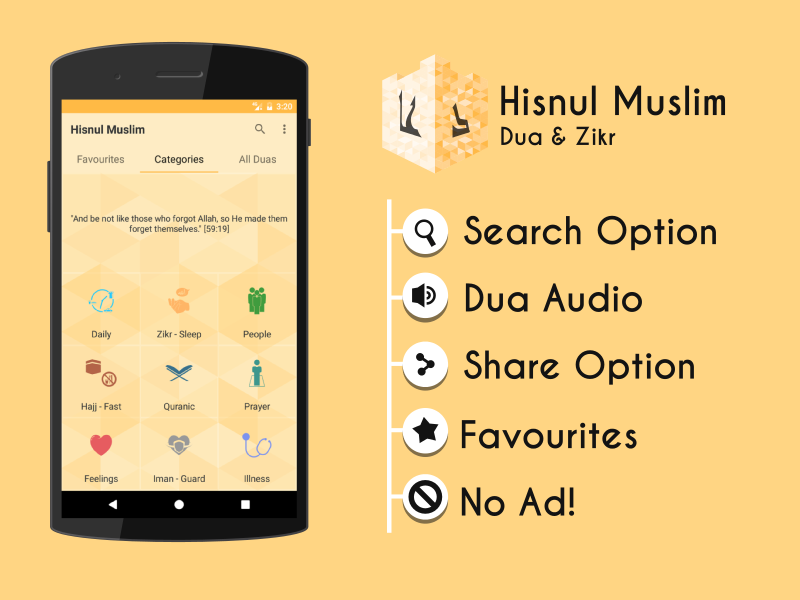 3:20
Hisnul Muslim
Favourites Categories All Duas
"And be not like those who forgot Allah, so He made them
forget themselves." [59:19]
Daily Zikr - Sleep People
Hajj - Fast Quranic Prayer
Feelings Iman - Guard Illness
Hisnul Muslim
Dua & Zikr
Search Option
Dua Audio
Share Option
Favourites
No Ad!